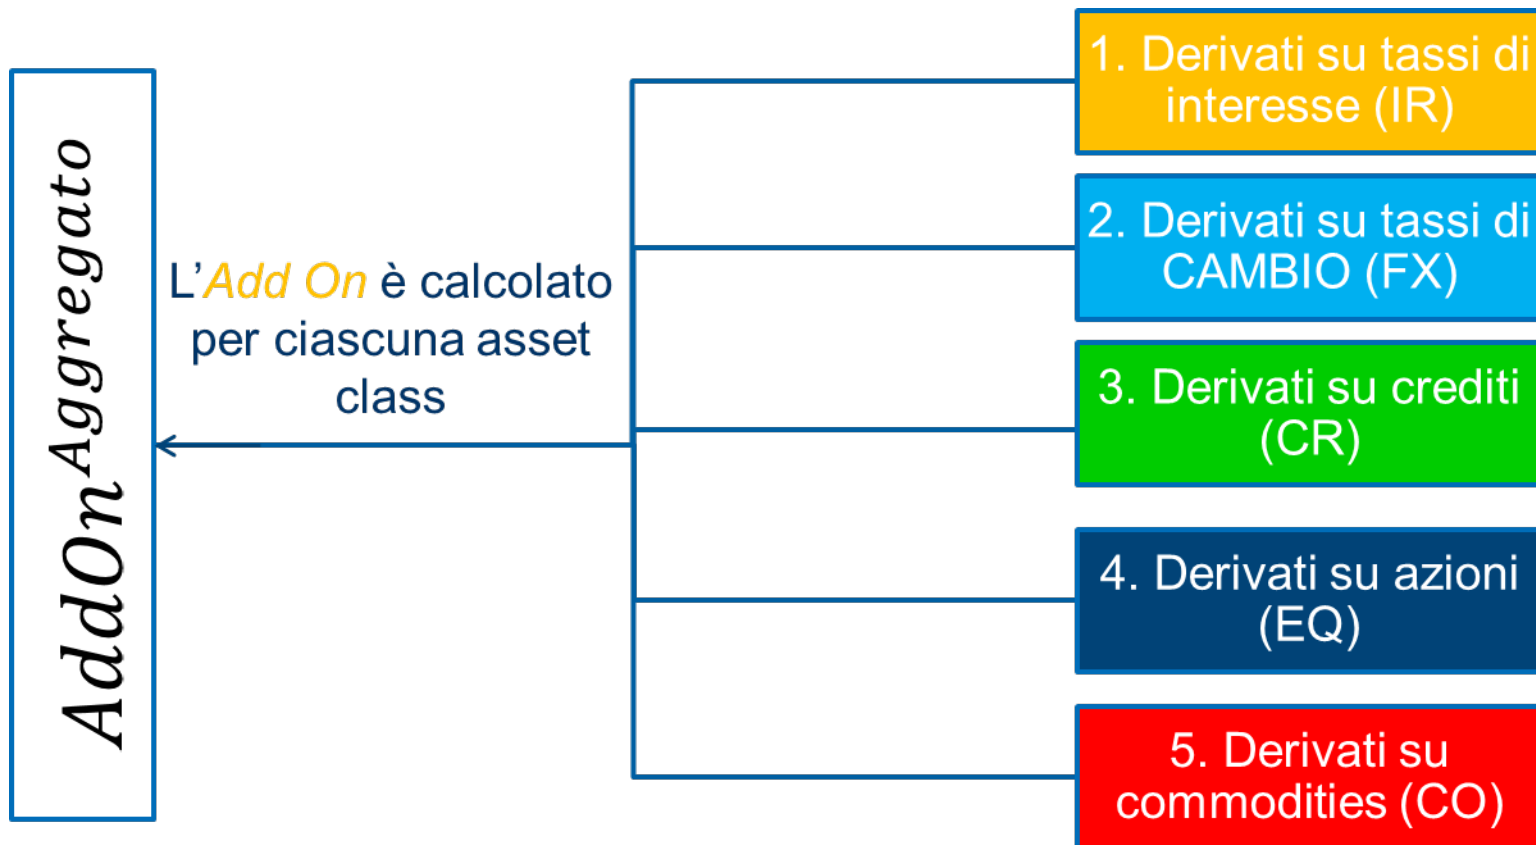 AddOn^Aggregato
L’Add On è calcolato
per ciascuna asset
class
1. Derivati su tassi di
interesse (IR)
2. Derivati su tassi di
CAMBIO (FX)
3. Derivati su crediti
(CR)
4. Derivati su azioni
(EQ)
5. Derivati su
commodities (CO)